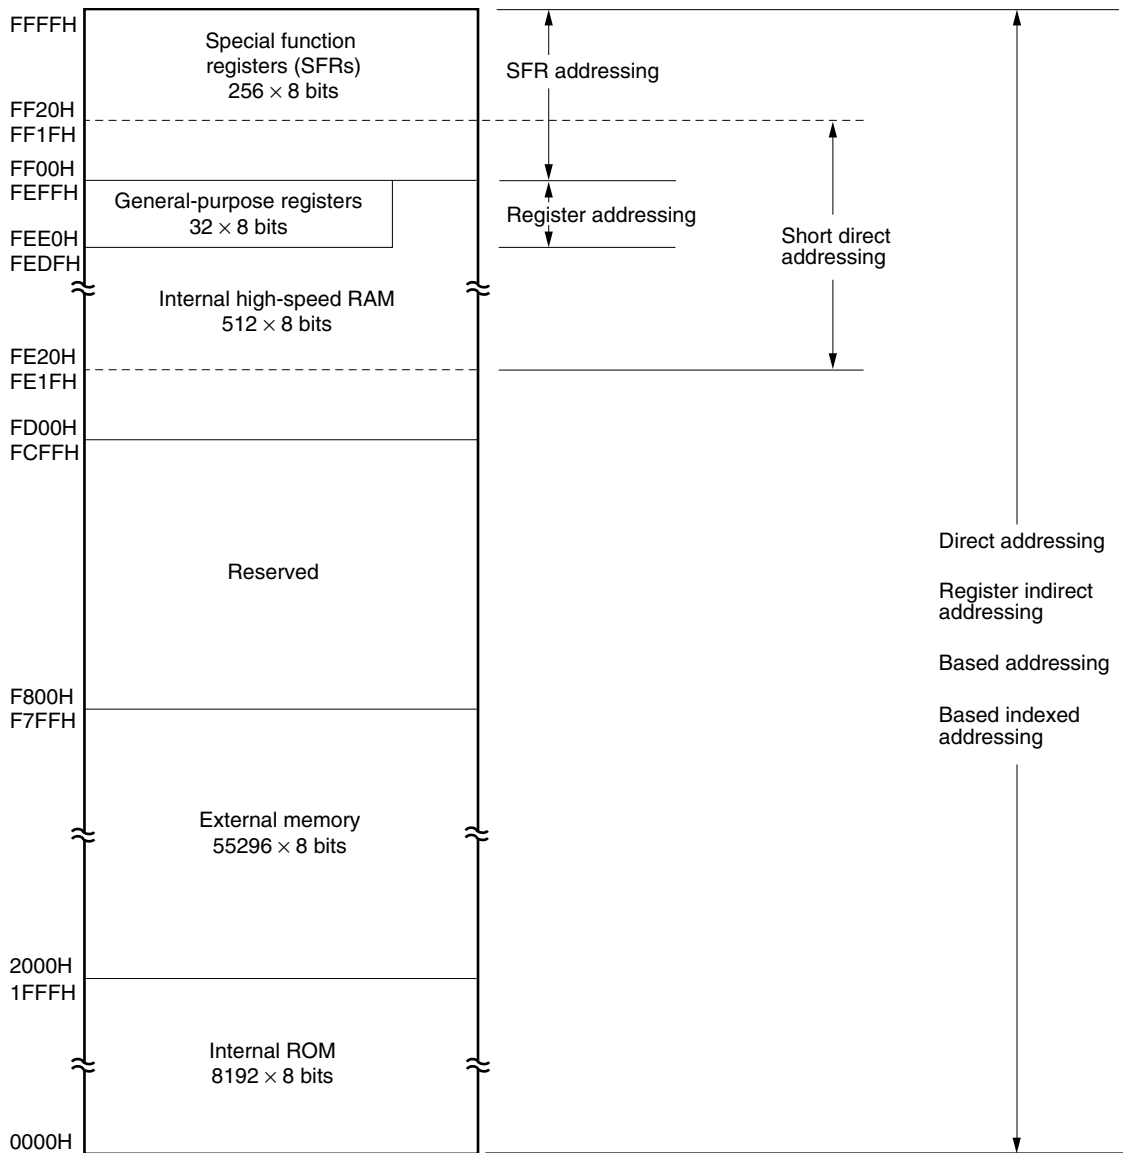 FFFFH
Special function
registers (SFRs)
256 × 8 bits
SFR addressing
FF20H
FF1FH
FF00H
FEFFH
General-purpose registers
32 × 8 bits
Register addressing
Short direct
addressing
FEE0H
FEDFH
Internal high-speed RAM
512 × 8 bits
FE20H
FE1FH
FD00H
FCFFH
Reserved
Direct addressing
Register indirect
addressing
Based addressing
Based indexed
addressing
F800H
F7FFH
External memory
55296 × 8 bits
2000H
1FFFH
Internal ROM
8192 × 8 bits
0000H